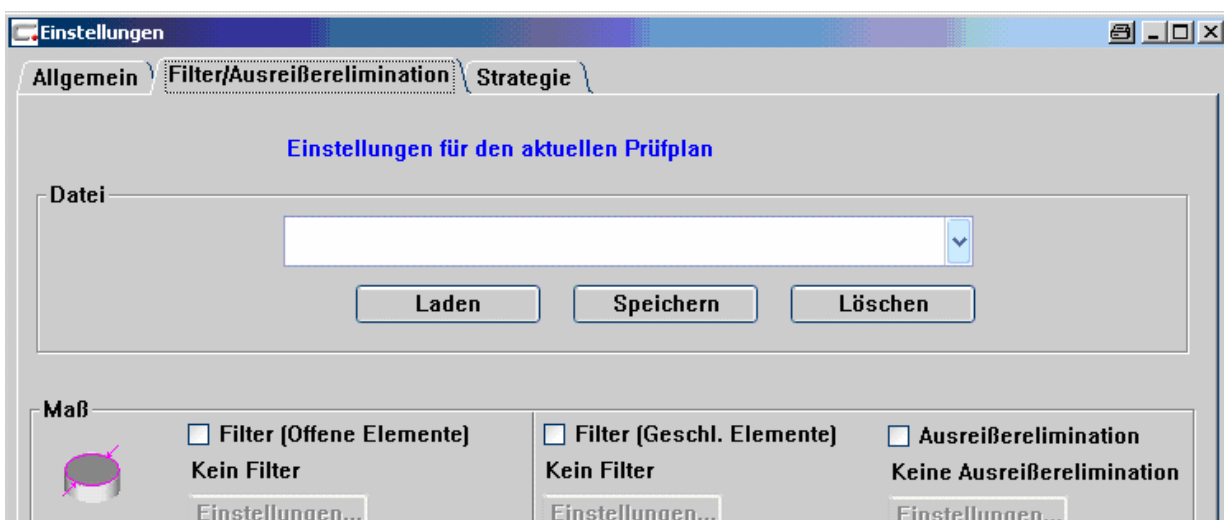 Einstellungen
Allgemein Filter/Ausreißerelimination Strategie
Einstellungen für den aktuellen Prüfplan
Datei
Laden Speichern Löschen
Maß
Filter (Offene Elemente) Filter (Geschl. Elemente) Ausreißerelimination
Kein Filter Kein Filter Keine Ausreißerelimination
Einstellungen... Einstellungen... Einstellungen...